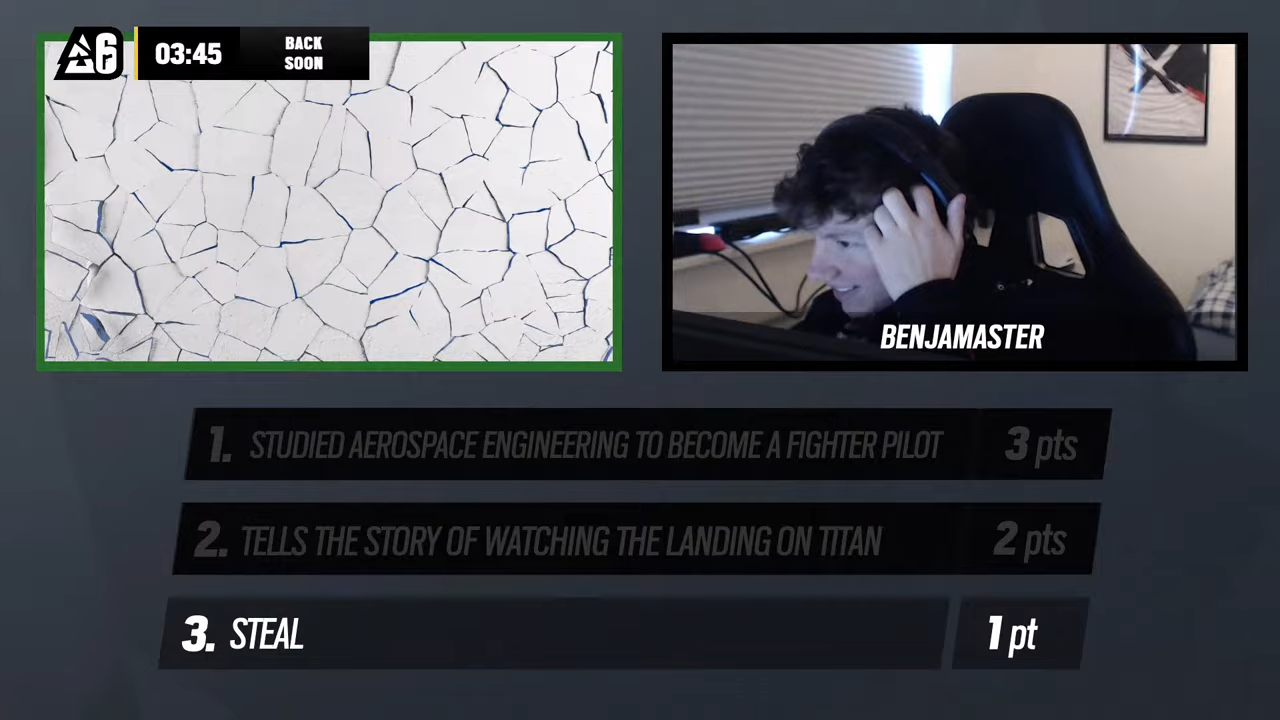 6
03:45
BACK
SOON
BENJAMASTER
1. STUDIED AEROSPACE ENGINEERING TO BECOME A FIGHTER PILOT 3 pts
2. TELLS THE STORY OF WATCHING THE LANDING ON TITAN 2 pts
3. STEAL 1 pt